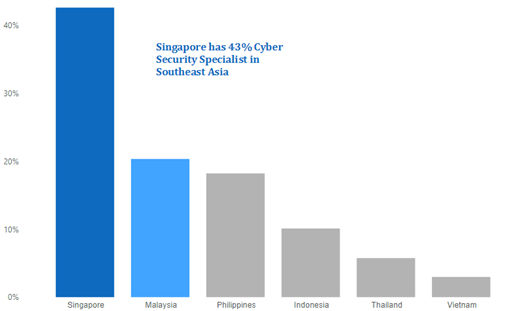 40%
Singapore has 43% Cyber
Security Specialist in
Southeast Asia
30%
20%
10%
0%
Singapore Malaysia Philippines Indonesia Thailand Vietnam